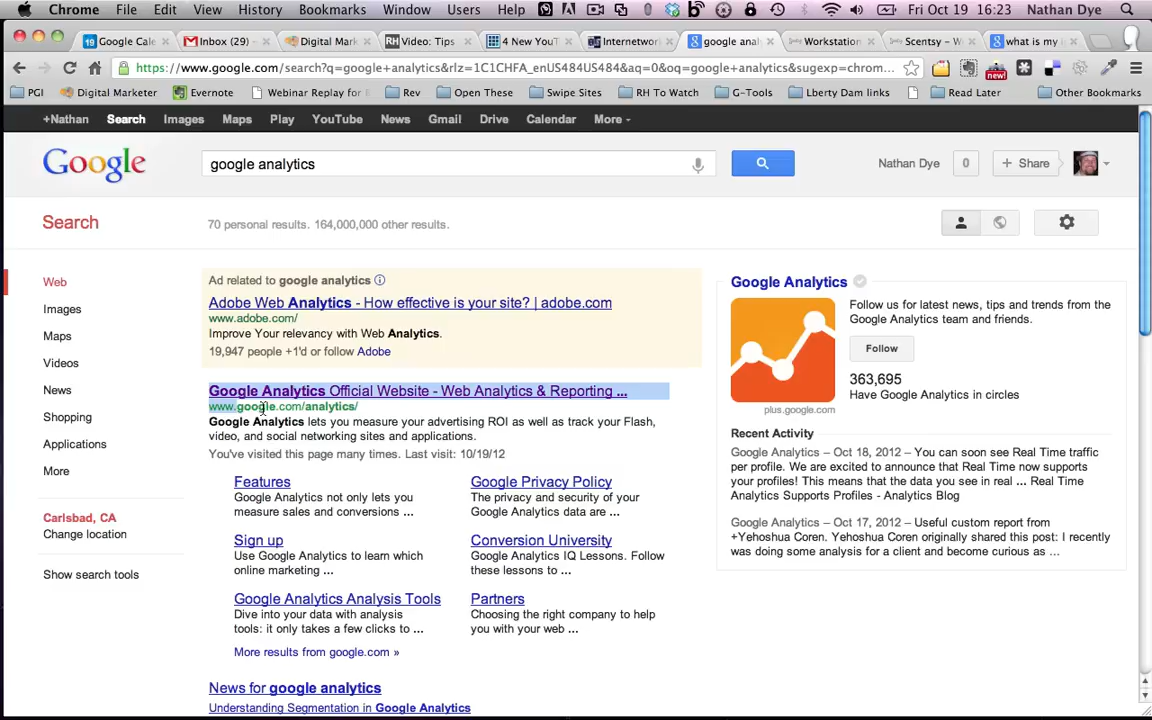 Chrome File Edit View History Bookmarks Window Users Help Fri Oct 19 16:23 Nathan Dye
Google Cale
Inbox (29) -
Digital Mark
Video: Tips
4 New YouT
Internetwor
google anal
Workstation
Scentsy - W
what is my i
https://www.google.com/search?q=google+analytics&rlz=1C1CHFA_enUS484US484&aq=0&oq=google+analytics&sugexp=chrom...
new
PGI
Digital Marketer
Evernote
Webinar Replay for
Rev
Open These
Swipe Sites
RH To Watch
G-Tools
Lberty Dam links
Read Later
Other Bookmarks
+Nathan Search Images Maps Play YouTube News Gmail Drive Calendar More
Google
google analytics
Nathan Dye
0
+ Share
Search
70 personal results. 164,000,000 other results.
Web
Images
Maps
Videos
News
Shopping
Applications
More
Carlsbad, CA
Change location
Show search tools
Ad related to google analytics
Adobe Web Analytics - How effective is your site? | adobe.com
www.adobe.com/
Improve Your relevancy with Web Analytics.
19,947 people +1'd or follow Adobe
Google Analytics Official Website - Web Analytics & Reporting ...
www.google.com/analytics/
Google Analytics lets you measure your advertising ROI as well as track your Flash,
video, and social networking sites and applications.
You've visited this page many times. Last visit: 10/19/12
Features
Google Analytics not only lets you
measure sales and conversions ...
Google Privacy Policy
The privacy and security of your
Google Analytics data are ...
Sign up
Use Google Analytics to learn which
online marketing ...
Conversion University
Google Analytics IQ Lessons. Follow
these lessons to ...
Google Analytics Analysis Tools
Dive into your data with analysis
tools: it only takes a few clicks to ...
Partners
Choosing the right company to help
you with your web ...
More results from google.com »
News for google analytics
Understanding Segmentation in Google Analytics
Google Analytics
Follow us for latest news, tips and trends from the
Google Analytics team and friends.
Follow
363,695
Have Google Analytics in circles
plus.google.com
Recent Activity
Google Analytics – Oct 18, 2012 – You can soon see Real Time traffic
per profile. We are excited to announce that Real Time now supports
your profiles! This means that the data you see in real ... Real Time
Analytics Supports Profiles - Analytics Blog
Google Analytics – Oct 17, 2012 – Useful custom report from
+Yehoshua Coren. Yehoshua Coren originally shared this post: I recently
was doing some analysis for a client and become curious as ...